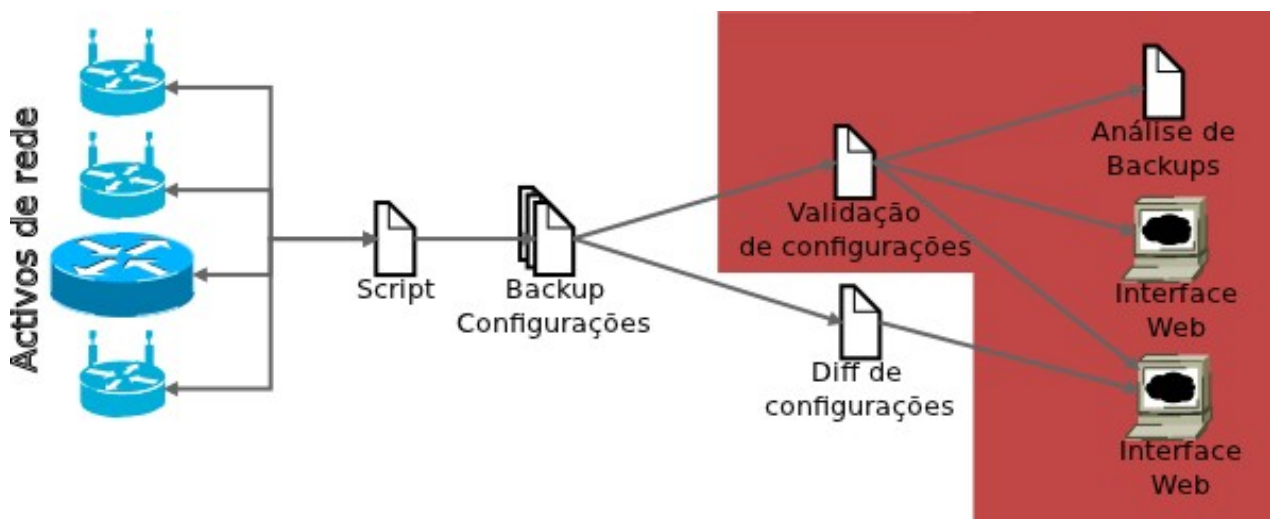 Activos de rede
Script
Backup
Configurações
Validação
de configurações
Diff de
configurações
Análise de
Backups
Interface
Web
Interface
Web